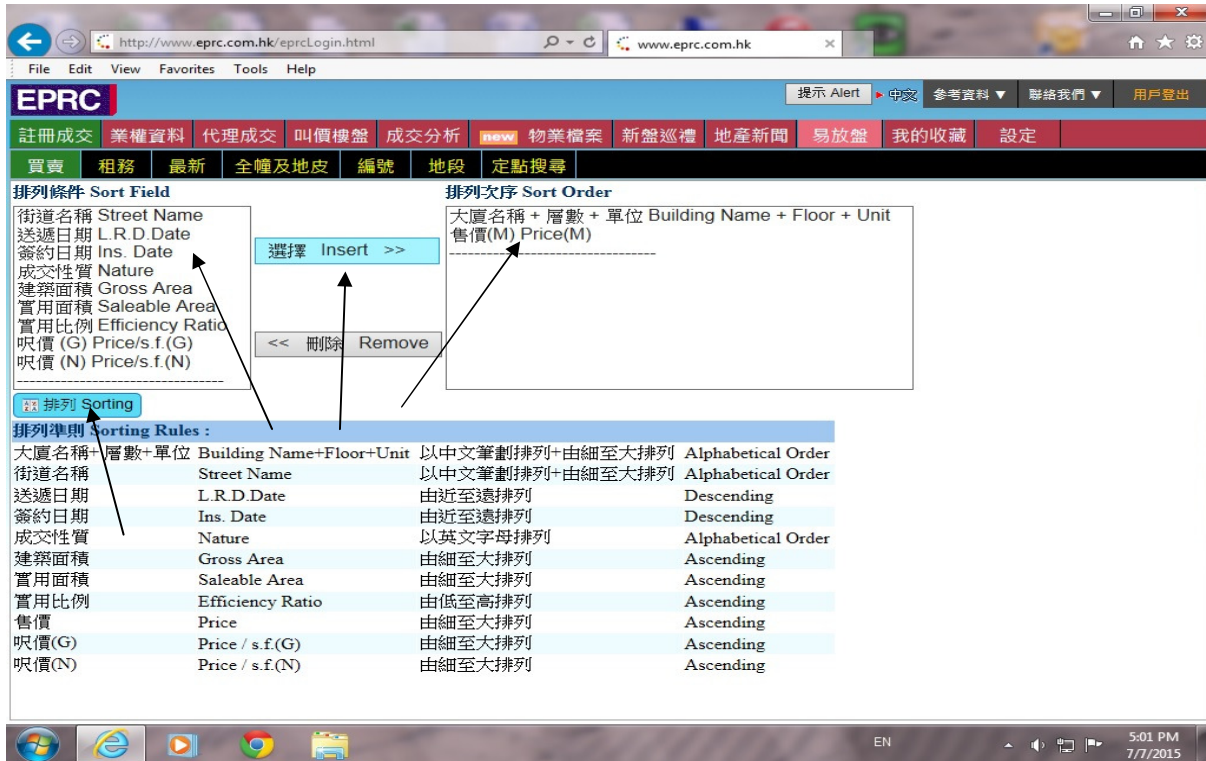 http://www.eprc.com.hk/eprcLogin.html
www.eprc.com.hk
File Edit View Favorites Tools Help
EPRC
提示 Alert 中文 參考資料 ▼ 聯絡我們 ▼ 用戶登出
註冊成交 業權資料 代理成交 叫價樓盤 成交分析 new 物業檔案 新盤巡禮 地產新聞 易放盤 我的收藏 設定
買賣 租務 最新 全幢及地皮 編號 地段 定點搜尋
排列條件 Sort Field
街道名稱 Street Name
送遞日期 L.R.D.Date
簽約日期 Ins. Date
成交性質 Nature
建築面積 Gross Area
實用面積 Saleable Area
實用比例 Efficiency Ratio
呎價 (G) Price/s.f.(G)
呎價 (N) Price/s.f.(N)
--------------------------------
選擇 Insert >>
<< 刪除 Remove
排列次序 Sort Order
大廈名稱 + 層數 + 單位 Building Name + Floor + Unit
售價(M) Price(M)
--------------------------------
排列 Sorting
排列準則 Sorting Rules :
大廈名稱+ 層數+單位 Building Name+Floor+Unit 以中文筆劃排列+由細至大排列 Alphabetical Order
街道名稱 Street Name 以中文筆劃排列+由細至大排列 Alphabetical Order
送遞日期 L.R.D.Date 由近至遠排列 Descending
簽約日期 Ins. Date 由近至遠排列 Descending
成交性質 Nature 以英文字母排列 Alphabetical Order
建築面積 Gross Area 由細至大排列 Ascending
實用面積 Saleable Area 由細至大排列 Ascending
實用比例 Efficiency Ratio 由低至高排列 Ascending
售價 Price 由細至大排列 Ascending
呎價(G) Price / s.f.(G) 由細至大排列 Ascending
呎價(N) Price / s.f.(N) 由細至大排列 Ascending
EN
5:01 PM
7/7/2015